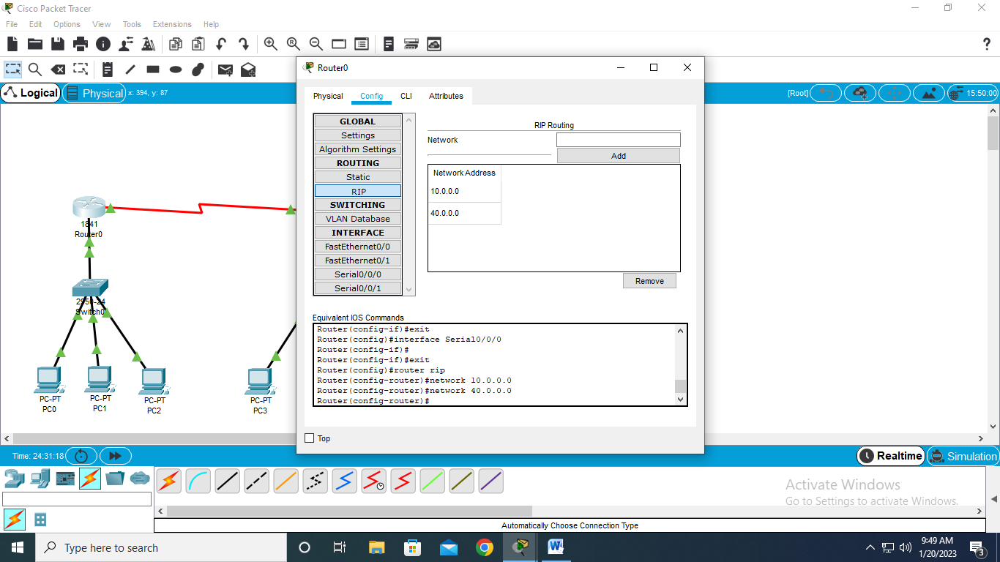 Cisco Packet Tracer
File Edit Options View Tools Extensions Help
Logical Physical x: 394, y: 87
[Root] 15:50:00
1841
Router0
2950-24
Switch0
PC-PT
PC0
PC-PT
PC1
PC-PT
PC2
PC-PT
PC3
Router0
Physical Config CLI Attributes
GLOBAL
Settings
Algorithm Settings
ROUTING
Static
RIP
SWITCHING
VLAN Database
INTERFACE
FastEthernet0/0
FastEthernet0/1
Serial0/0/0
Serial0/0/1
RIP Routing
Network
Add
Network Address
10.0.0.0
40.0.0.0
Remove
Equivalent IOS Commands
Router(config-if)#exit
Router(config)#interface Serial0/0/0
Router(config-if)#
Router(config-if)#exit
Router(config)#router rip
Router(config-router)#network 10.0.0.0
Router(config-router)#network 40.0.0.0
Router(config-router)#
Top
Time: 24:31:18
Realtime Simulation
Activate Windows
Go to Settings to activate Windows.
Automatically Choose Connection Type
Type here to search
9:49 AM
1/20/2023
3